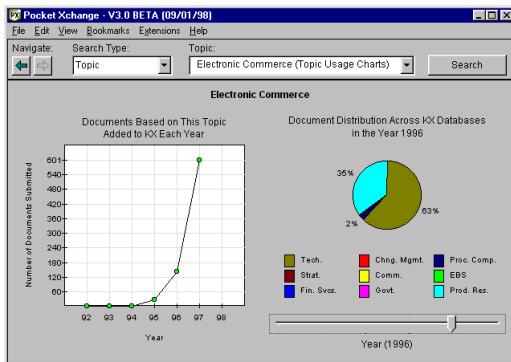 PX Pocket Xchange - V3.0 BETA (09/01/98)
File Edit View Bookmarks Extensions Help
Navigate: Search Type: Topic:
Topic Electronic Commerce (Topic Usage Charts) Search
Electronic Commerce
Documents Based on This Topic
Added to KX Each Year
Number of Documents Submitted
601
540
480
420
360
300
240
180
120
60
92 93 94 95 96 97 98
Year
Document Distribution Across KX Databases
in the Year 1996
35%
63%
2%
Tech. Chng. Mgmt. Proc. Comp.
Strat. Comm. EBS
Fin. Svcs. Govt. Prod. Res.
Year (1996)